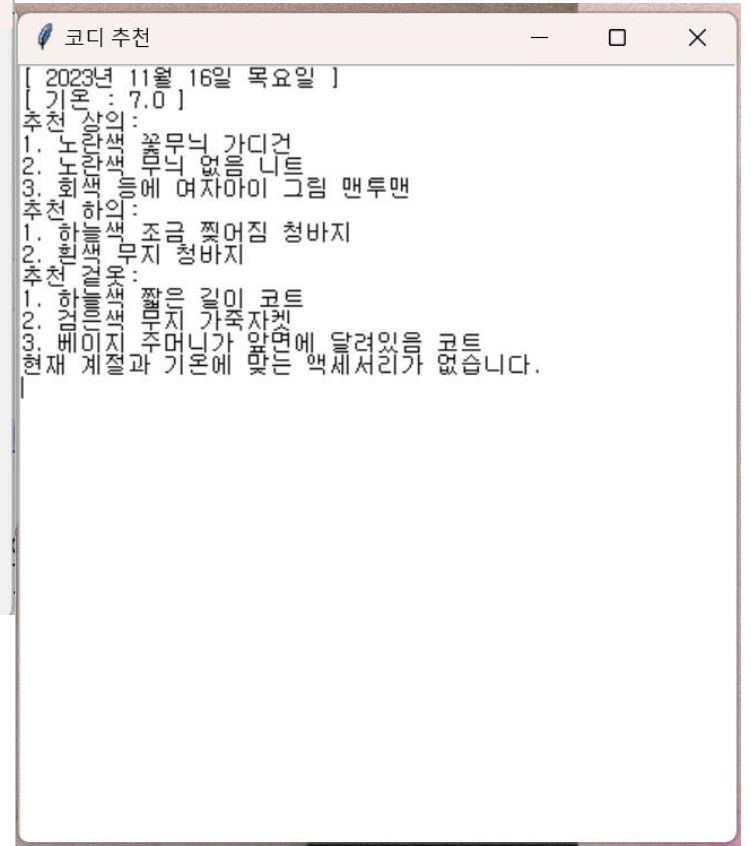 코디 추천
[ 2023년 11월 16일 목요일 ]
[ 기온 : 7.0 ]
추천 상의:
1. 노란색 꽃무늬 가디건
2. 노란색 무늬 없음 니트
3. 회색 등에 여자아이 그림 맨투맨
추천 하의:
1. 하늘색 조금 찢어짐 청바지
2. 흰색 무지 청바지
추천 겉옷:
1. 하늘색 짧은 길이 코트
2. 검은색 무지 가죽자켓
3. 베이지 주머니가 앞면에 달려있음 코트
현재 계절과 기온에 맞는 액세서리가 없습니다.